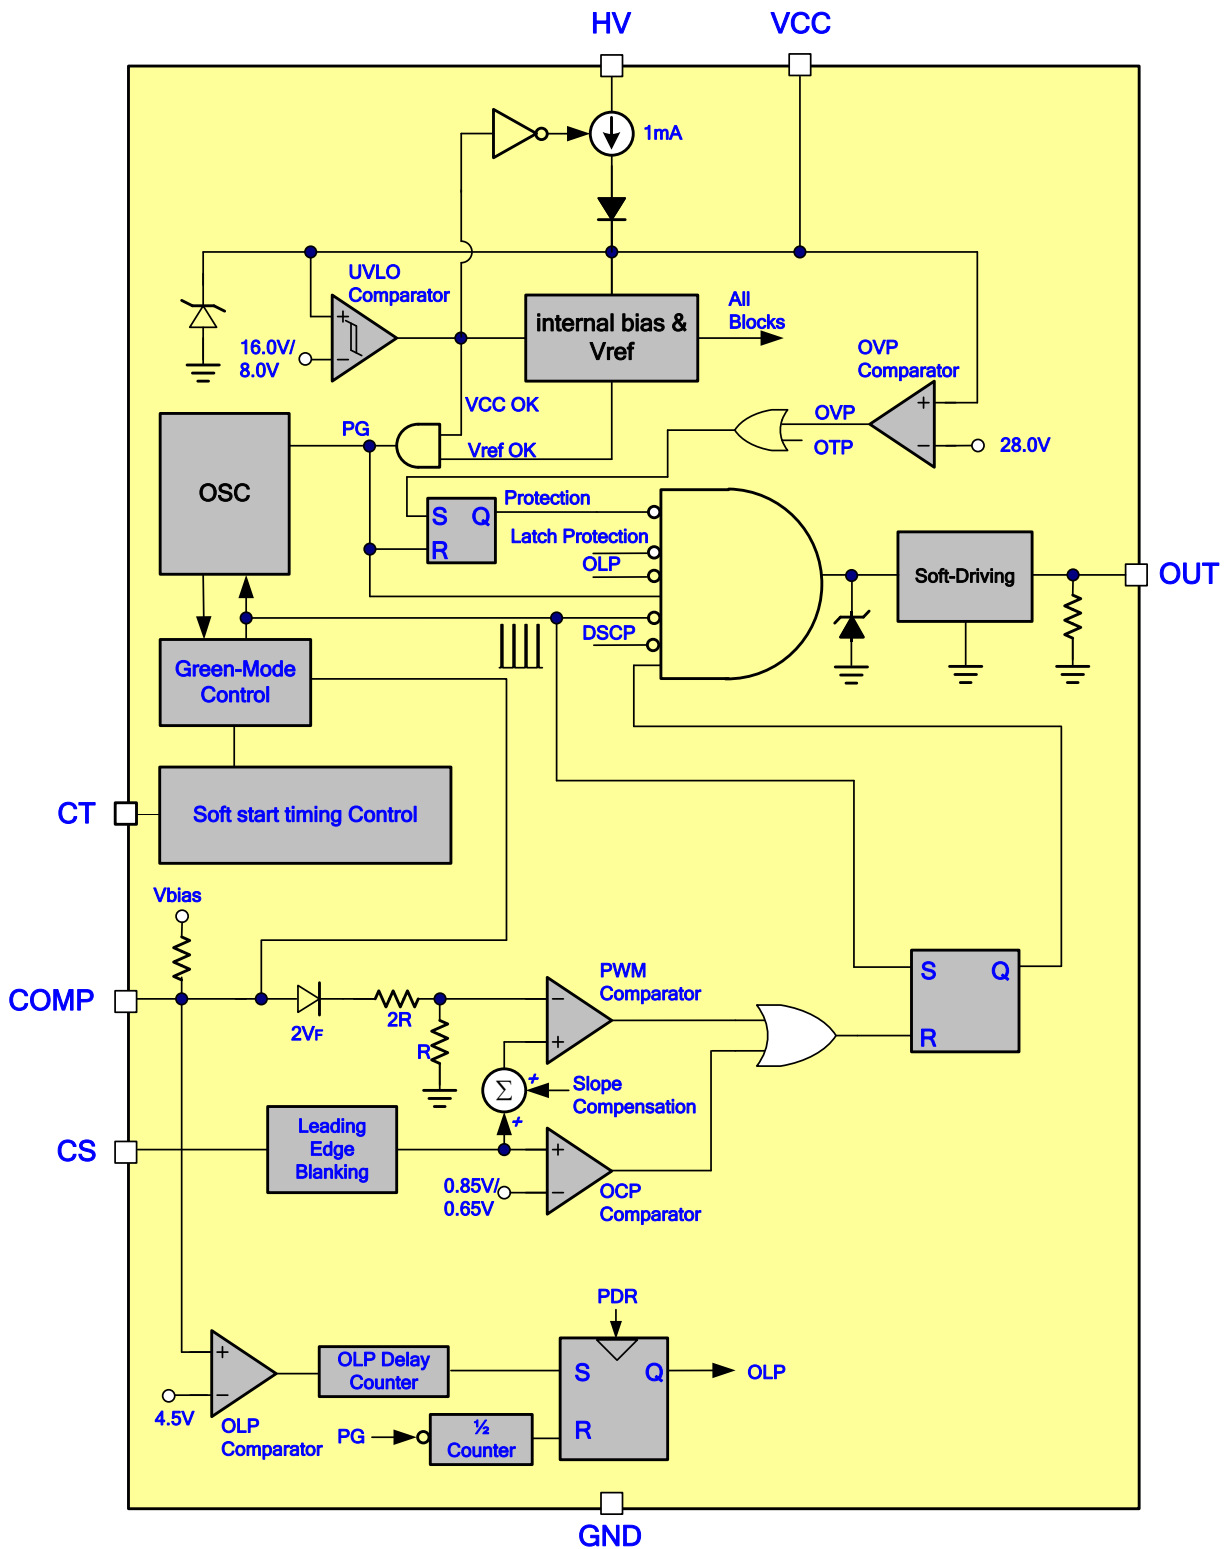 HV
VCC
1mA
UVLO
Comparator
16.0V/
8.0V
internal bias &
Vref
All
Blocks
OVP
Comparator
28.0V
OVP
OTP
VCC OK
PG
Vref OK
OSC
S Q
R
Protection
Latch Protection
OLP
DSCP
Soft-Driving
OUT
Green-Mode
Control
CT
Soft start timing Control
Vbias
COMP
2VF
2R
R
PWM
Comparator
− +
Σ
+
+
Slope
Compensation
S Q
R
CS
Leading
Edge
Blanking
0.85V/
0.65V
OCP
Comparator
PDR
OLP Delay
Counter
S Q
R
OLP
4.5V
OLP
Comparator
PG
½
Counter
GND